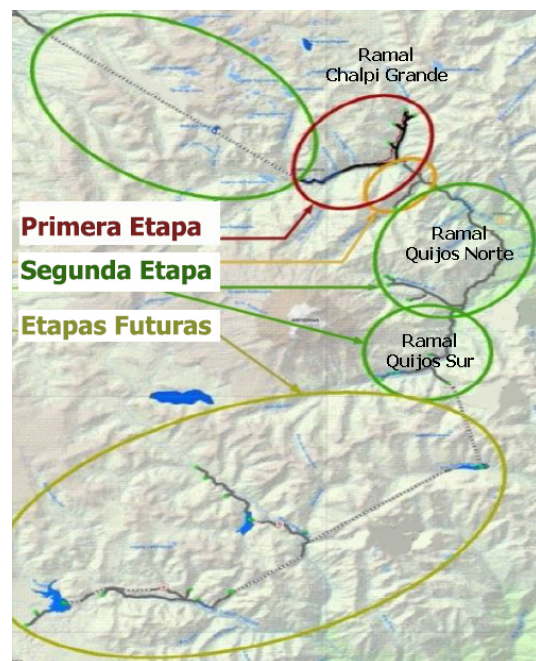 Ramal
Chalpi Grande
Primera Etapa
Ramal
Quijos Norte
Segunda Etapa
Etapas Futuras
Ramal
Quijos Sur